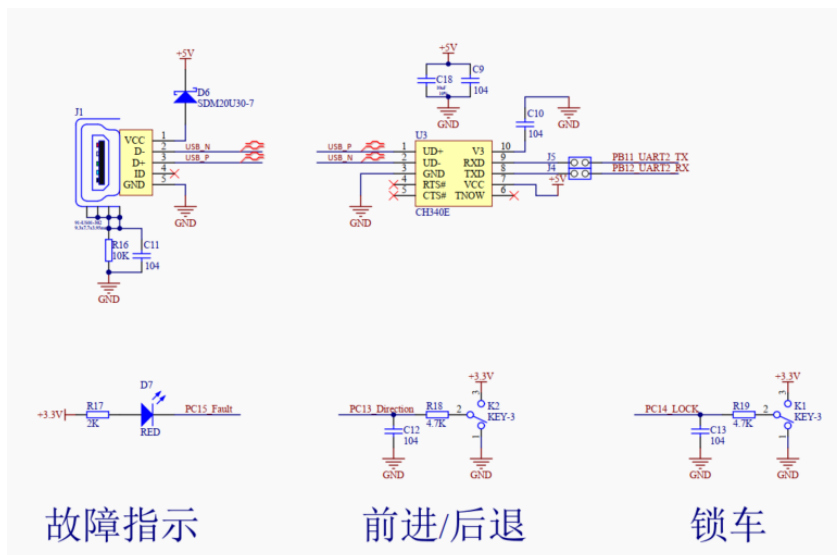 +5V
+5V
D6
SDM20U30-7
C18
C9
104
J1
C10
104
GND
GND
VCC
D-
D+
ID
GND
1
2
3
4
5
USB_N
USB_P
GND
U3
USB_P
USB_N
1
2
3
4
5
UD+
UD-
GND
RTS#
CTS#
V3
RXD
TXD
VCC
TNOW
10
9
8
7
6
CH340E
GND
J5
J4
PB11_UART2_TX
PB12_UART2_RX
+5V
R16
10K
C11
104
GND
+3.3V
R17
2K
D7
RED
PC15_Fault
PC13_Direction
R18
4.7K
C12
104
GND
+3.3V
3
2
1
K2
KEY-3
GND
PC14_LOCK
R19
4.7K
C13
104
GND
+3.3V
3
2
1
K1
KEY-3
GND
故障指示
前进/后退
锁车